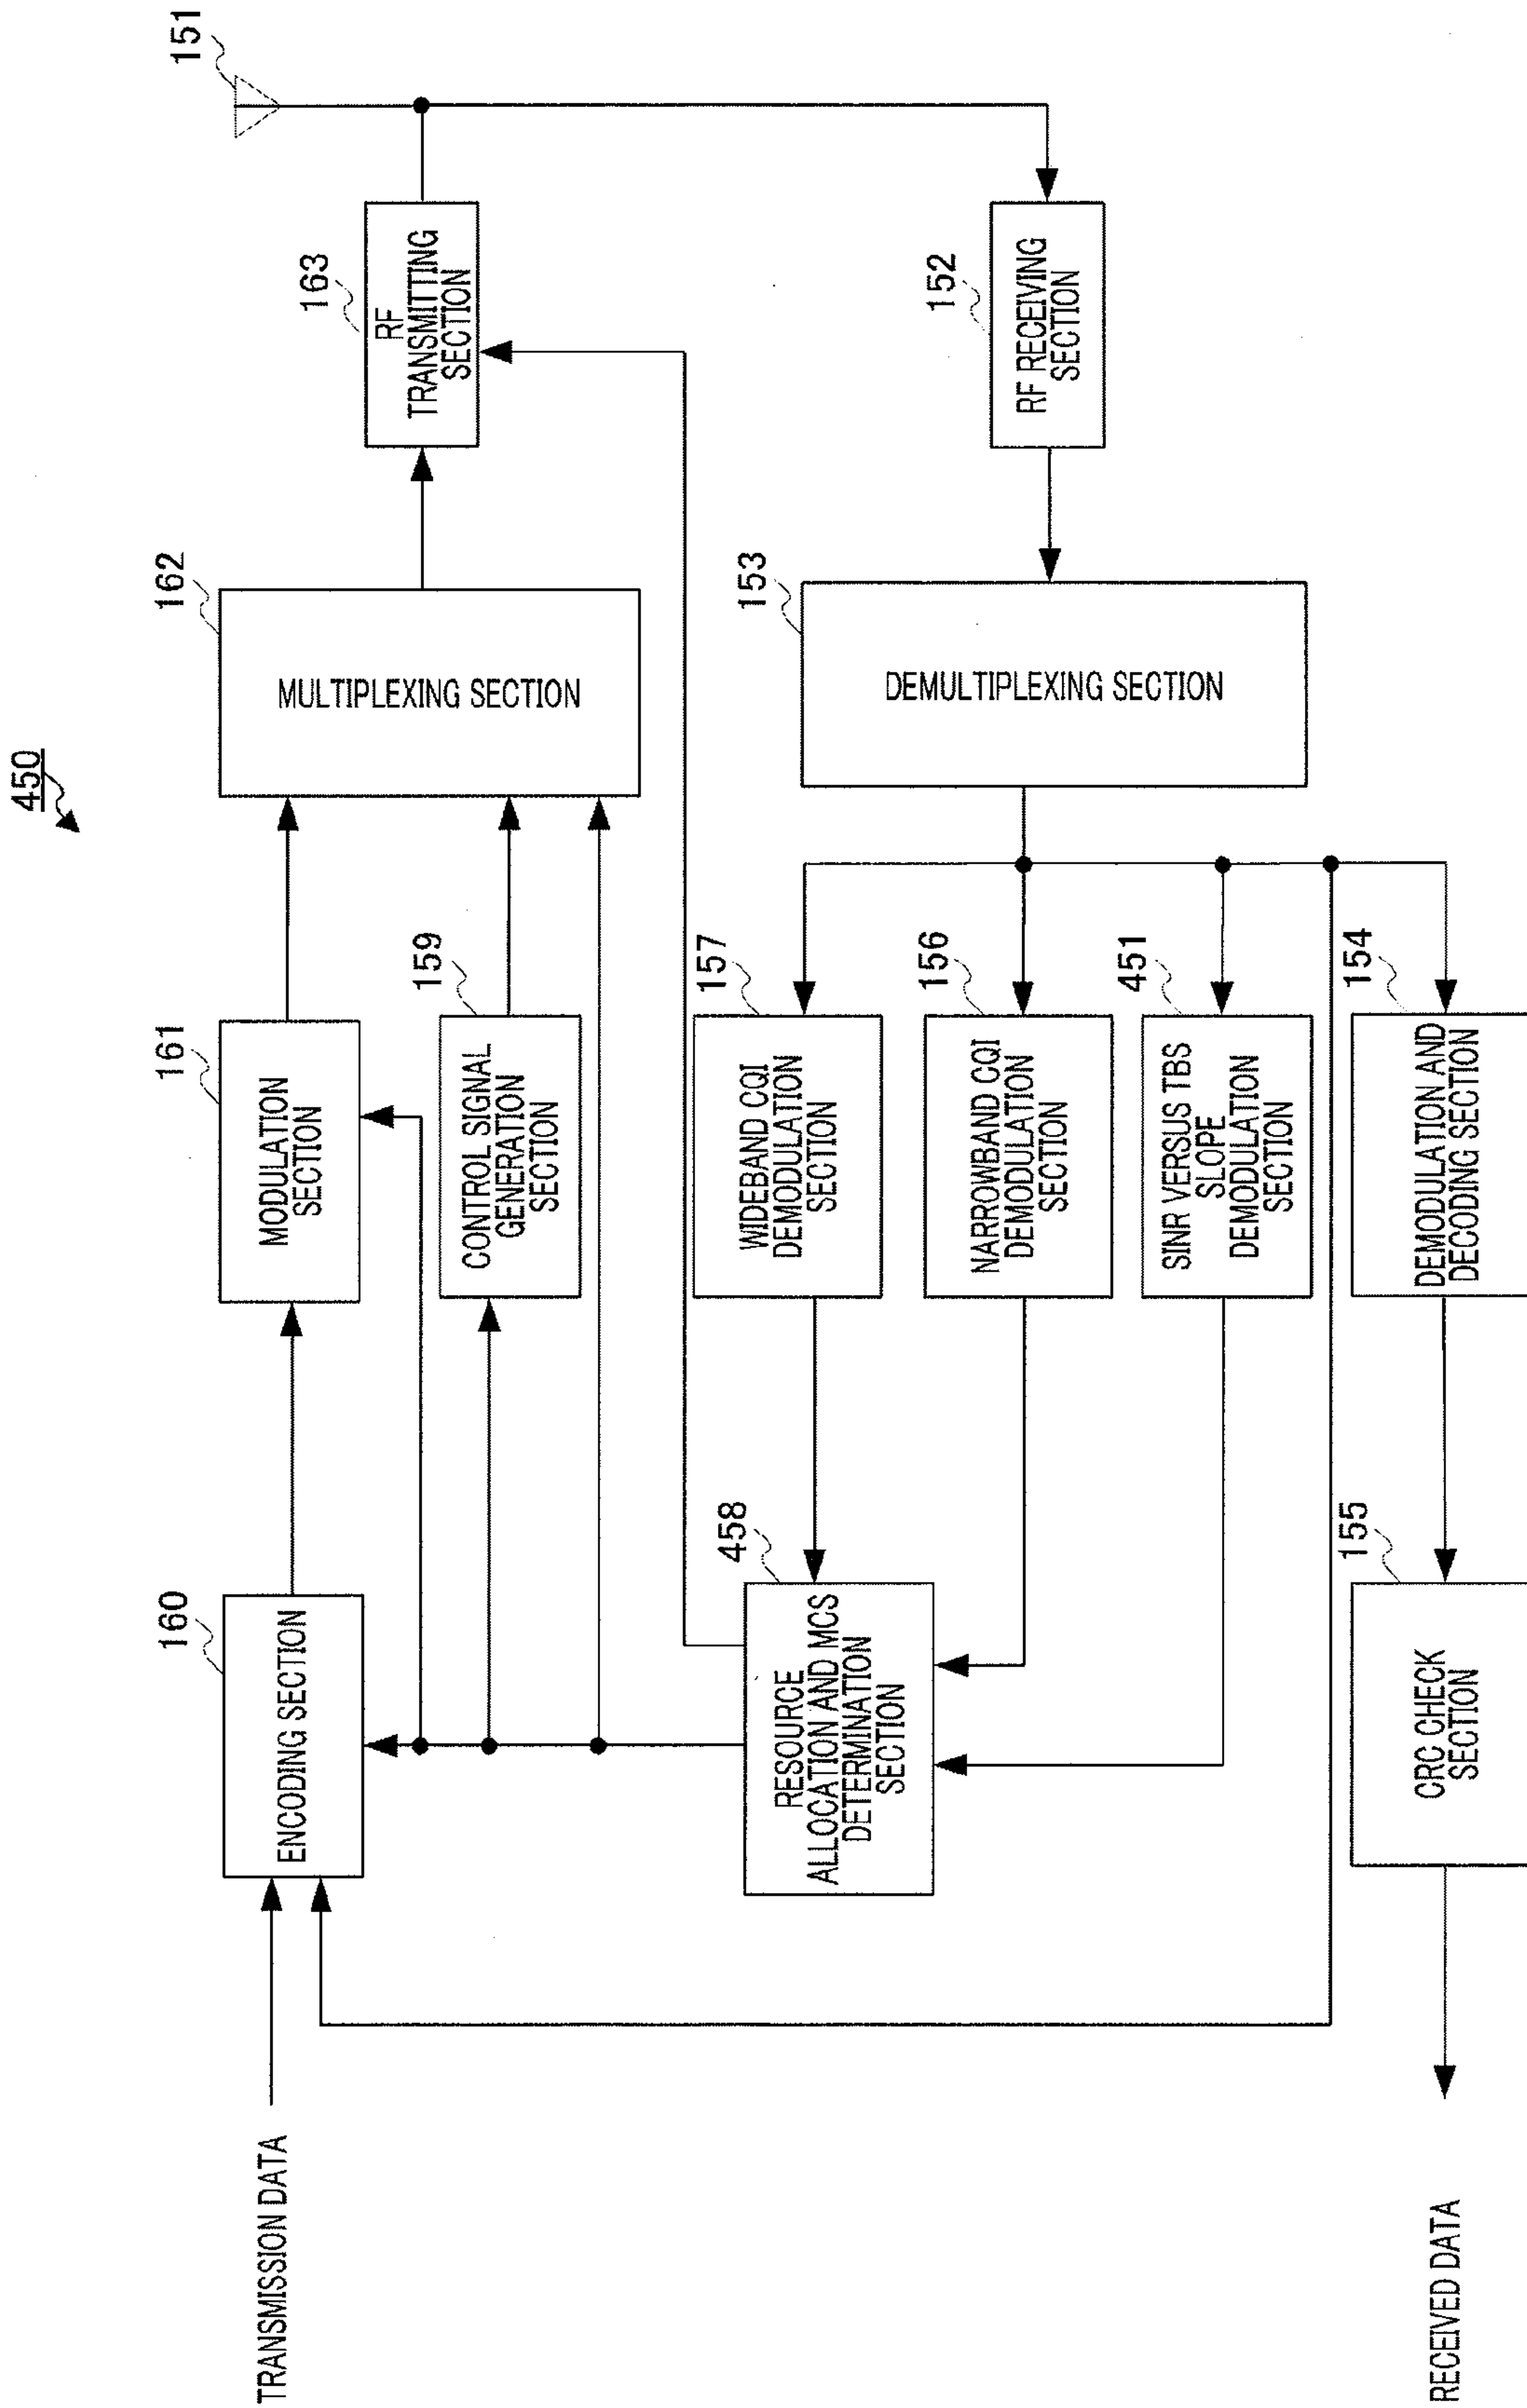 450
TRANSMISSION DATA
160
ENCODING SECTION
161
MODULATION
SECTION
162
MULTIPLEXING SECTION
163
RF
TRANSMITTING
SECTION
151
159
CONTROL SIGNAL
GENERATION
SECTION
458
RESOURCE
ALLOCATION AND MCS
DETERMINATION
SECTION
157
WIDEBAND CQI
DEMODULATION
SECTION
156
NARROWBAND CQI
DEMODULATION
SECTION
451
SINR VERSUS TBS
SLOPE
DEMODULATION
SECTION
153
DEMULTIPLEXING SECTION
152
RF RECEIVING
SECTION
154
DEMODULATION AND
DECODING SECTION
155
CRC CHECK
SECTION
RECEIVED DATA